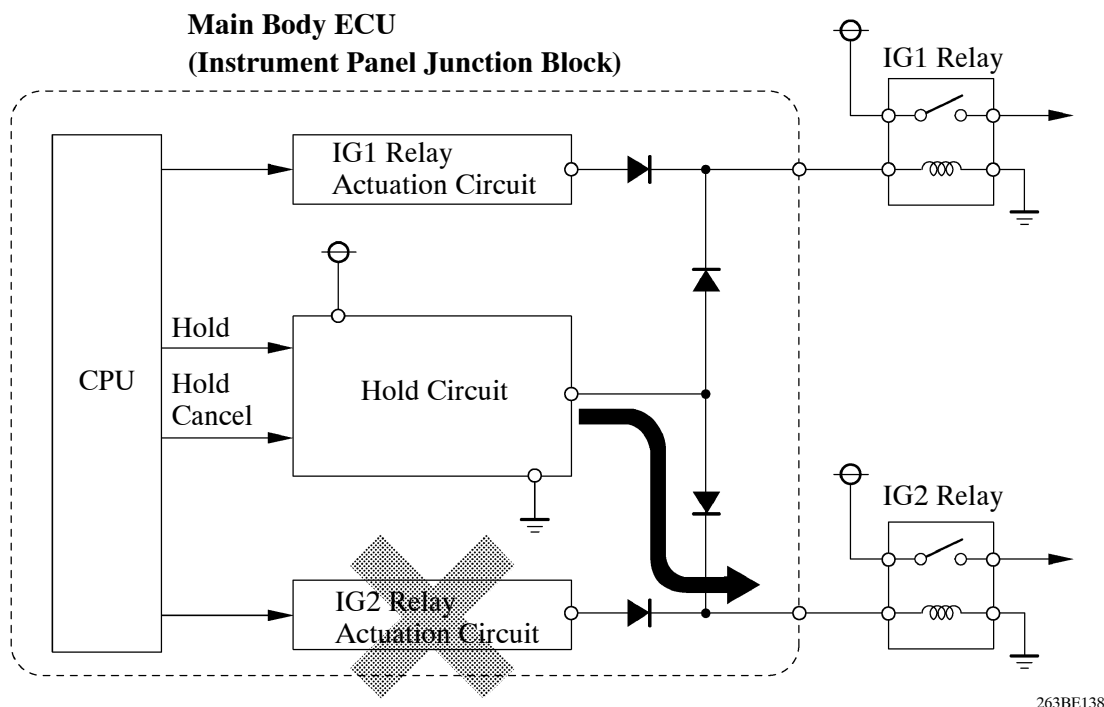 Main Body ECU
(Instrument Panel Junction Block)
IG1 Relay
IG1 Relay
Actuation Circuit
CPU
Hold
Hold
Cancel
Hold Circuit
IG2 Relay
IG2 Relay
Actuation Circuit
263BE138